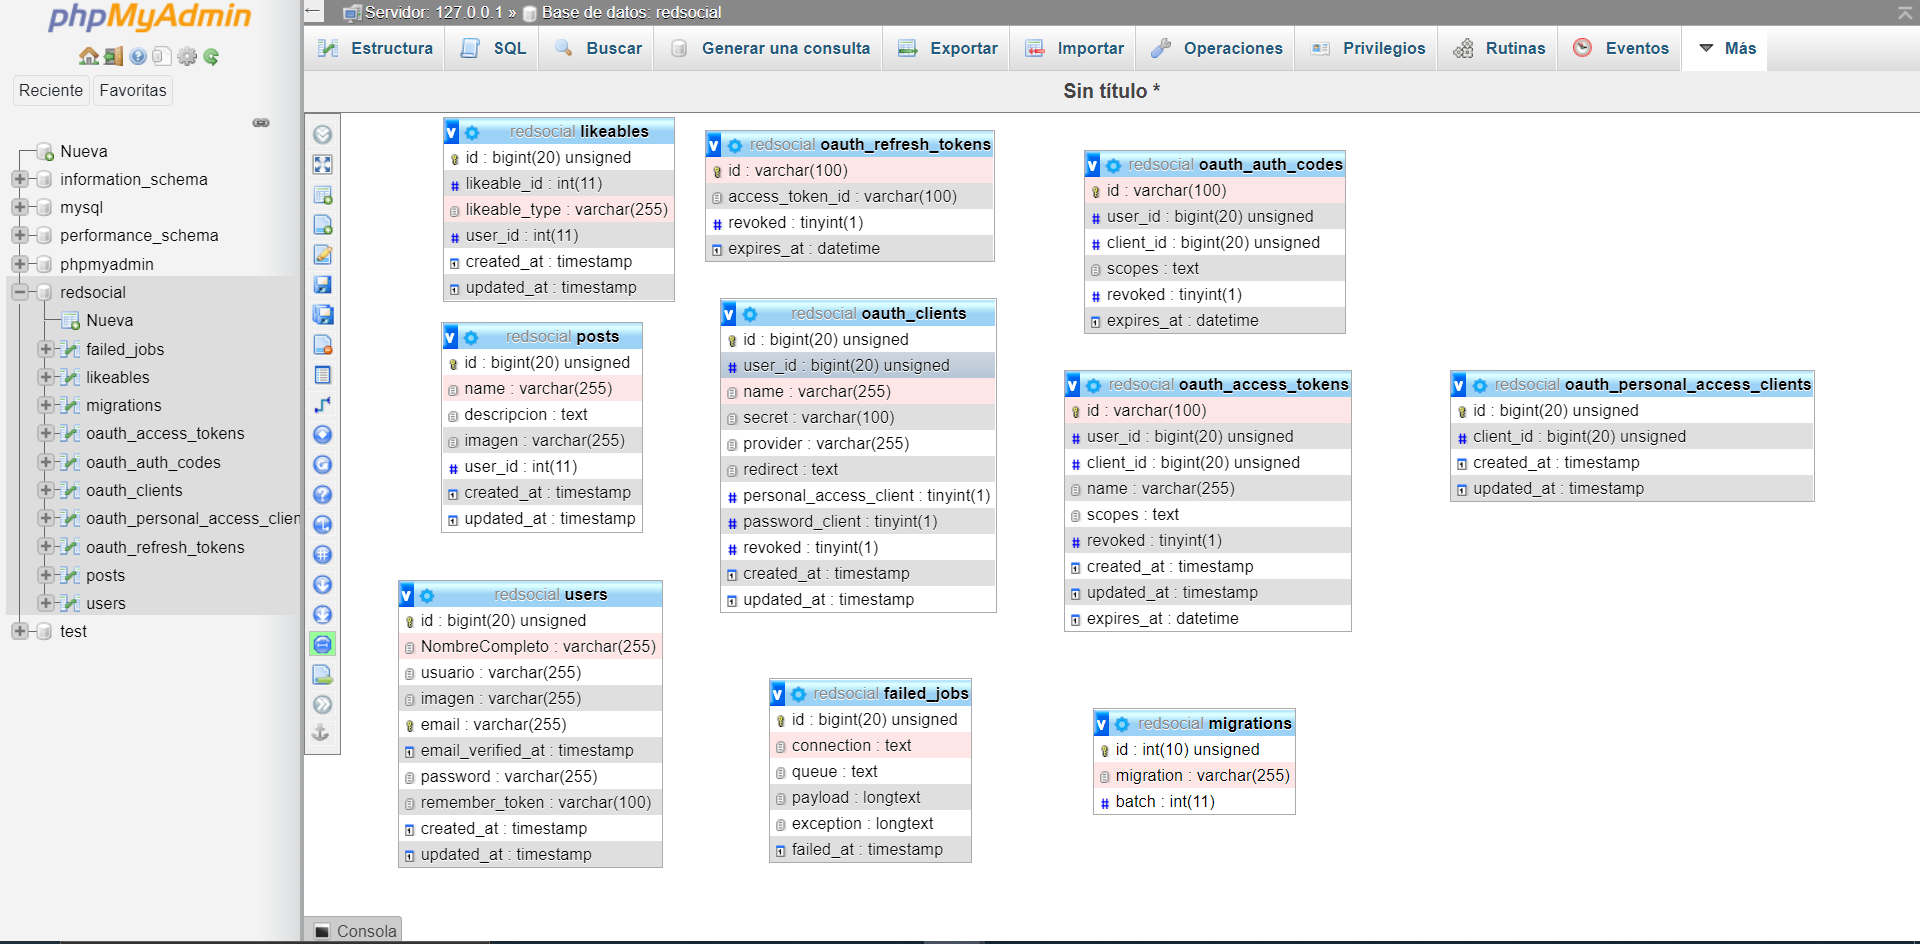 phpMyAdmin
Reciente
Favoritas
Nueva
information_schema
mysql
performance_schema
phpmyadmin
redsocial
Nueva
failed_jobs
likeables
migrations
oauth_access_tokens
oauth_auth_codes
oauth_clients
oauth_personal_access_clien
oauth_refresh_tokens
posts
users
test
Servidor: 127.0.0.1 » Base de datos: redsocial
Estructura
SQL
Buscar
Generar una consulta
Exportar
Importar
Operaciones
Privilegios
Rutinas
Eventos
Más
Sin título *
v redsocial likeables
id : bigint(20) unsigned
# likeable_id : int(11)
likeable_type : varchar(255)
# user_id : int(11)
created_at : timestamp
updated_at : timestamp
v redsocial posts
id : bigint(20) unsigned
name : varchar(255)
descripcion : text
imagen : varchar(255)
# user_id : int(11)
created_at : timestamp
updated_at : timestamp
v redsocial users
id : bigint(20) unsigned
NombreCompleto : varchar(255)
usuario : varchar(255)
imagen : varchar(255)
email : varchar(255)
email_verified_at : timestamp
password : varchar(255)
remember_token : varchar(100)
created_at : timestamp
updated_at : timestamp
v redsocial oauth_refresh_tokens
id : varchar(100)
access_token_id : varchar(100)
# revoked : tinyint(1)
expires_at : datetime
v redsocial oauth_clients
id : bigint(20) unsigned
# user_id : bigint(20) unsigned
name : varchar(255)
secret : varchar(100)
provider : varchar(255)
redirect : text
# personal_access_client : tinyint(1)
# password_client : tinyint(1)
# revoked : tinyint(1)
created_at : timestamp
updated_at : timestamp
v redsocial failed_jobs
id : bigint(20) unsigned
connection : text
queue : text
payload : longtext
exception : longtext
failed_at : timestamp
v redsocial oauth_auth_codes
id : varchar(100)
# user_id : bigint(20) unsigned
# client_id : bigint(20) unsigned
scopes : text
# revoked : tinyint(1)
expires_at : datetime
v redsocial oauth_access_tokens
id : varchar(100)
# user_id : bigint(20) unsigned
# client_id : bigint(20) unsigned
name : varchar(255)
scopes : text
# revoked : tinyint(1)
created_at : timestamp
updated_at : timestamp
expires_at : datetime
v redsocial migrations
id : int(10) unsigned
migration : varchar(255)
# batch : int(11)
v redsocial oauth_personal_access_clients
id : bigint(20) unsigned
# client_id : bigint(20) unsigned
created_at : timestamp
updated_at : timestamp
Consola